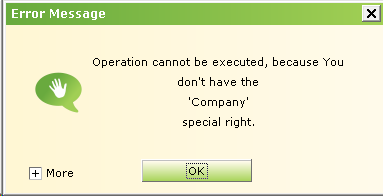 Error Message
Operation cannot be executed, because You
don't have the
'Company'
special right.
More
OK